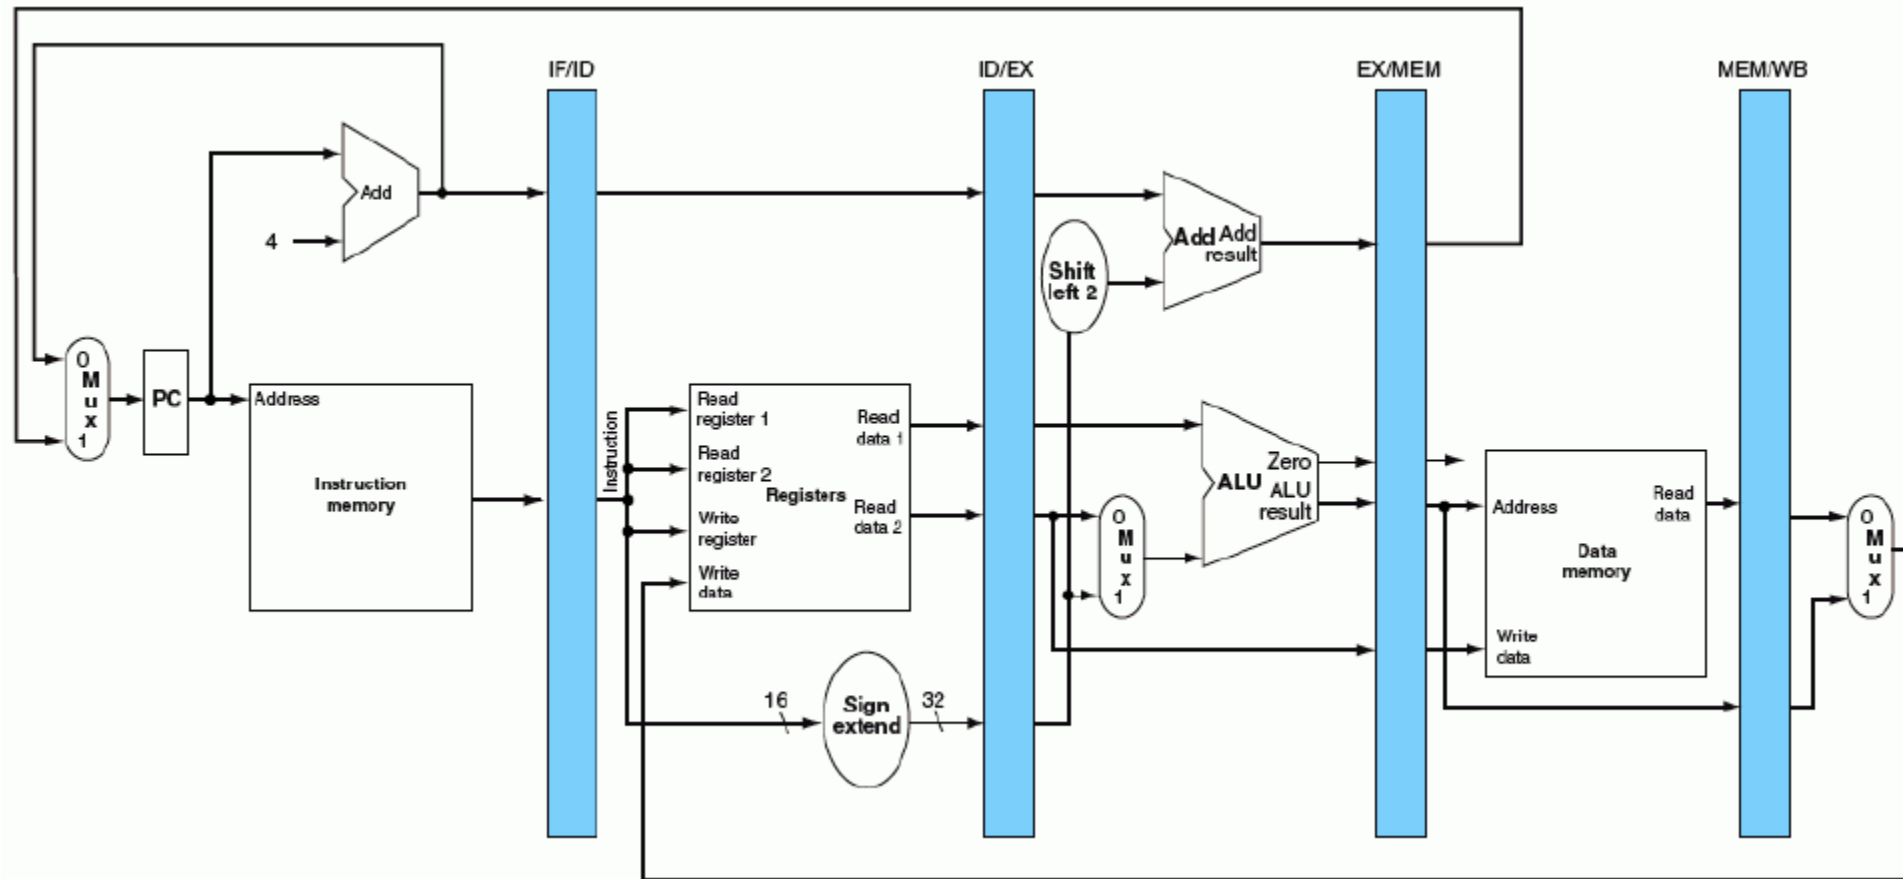 IF/ID
ID/EX
EX/MEM
MEM/WB
Add
4
Add Add
result
Shift
left 2
0
M
u
x
1
PC
Address
Instruction
memory
Instruction
Read
register 1
Read
register 2
Write
register
Write
data
Registers
Read
data 1
Read
data 2
16
Sign
extend
32
0
M
u
x
1
Zero
ALU
ALU
result
Address
Read
data
Data
memory
Write
data
0
M
u
x
1